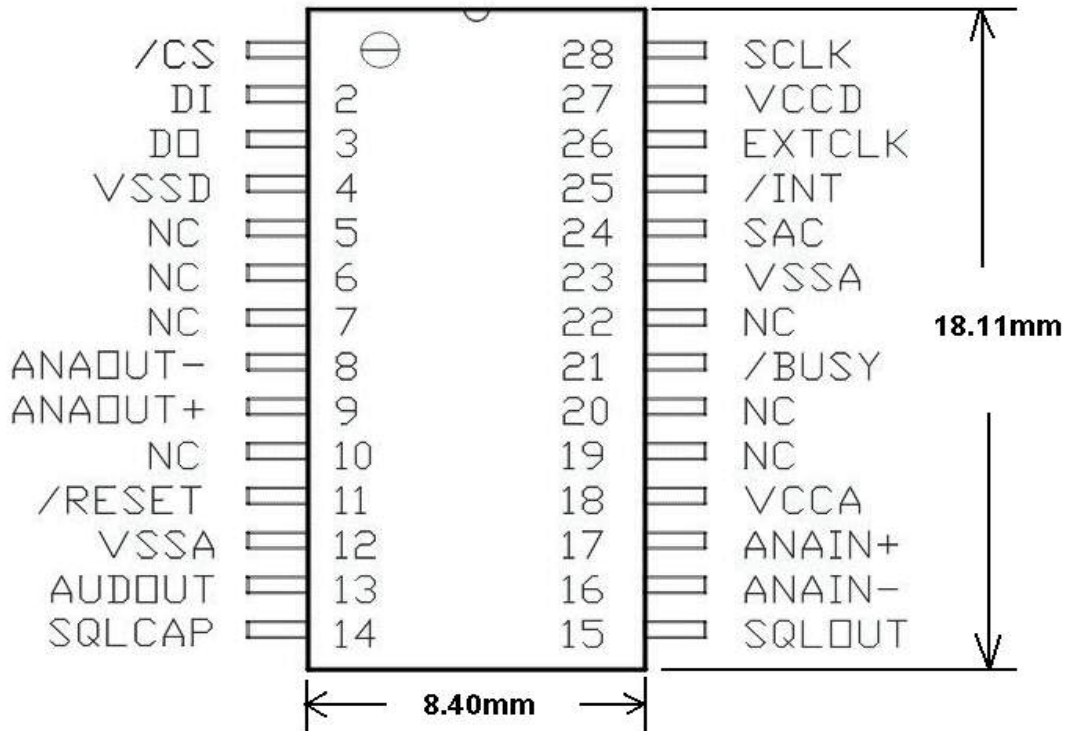 /CS 28 SCLK
DI 2 27 VCCD
DO 3 26 EXTCLK
VSSD 4 25 /INT
NC 5 24 SAC
NC 6 23 VSSA
NC 7 22 NC
18.11mm
ANAOUT- 8 21 /BUSY
ANAOUT+ 9 20 NC
NC 10 19 NC
/RESET 11 18 VCCA
VSSA 12 17 ANAIN+
AUDOUT 13 16 ANAIN-
SQLCAP 14 15 SQLOUT
8.40mm